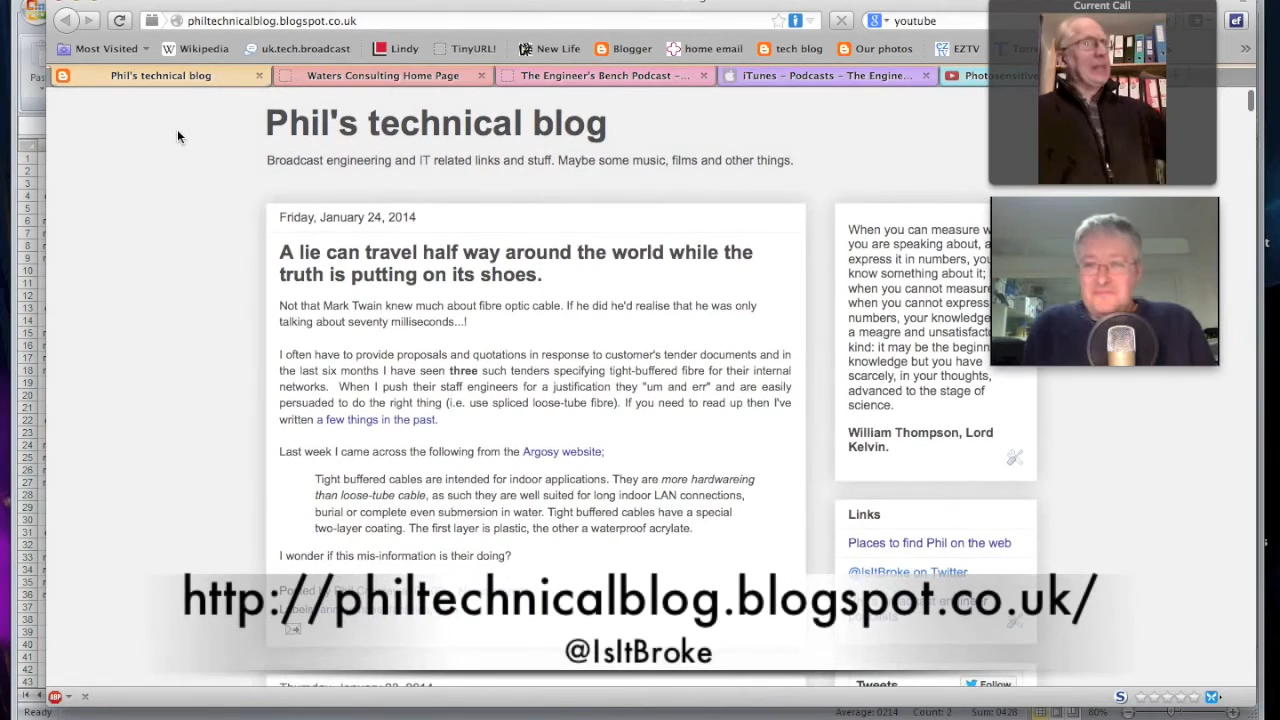 Current Call
philtechnicalblog.blogspot.co.uk
youtube
Most Visited
Wikipedia
uk.tech.broadcast
Lindy
TinyURL!
New Life
Blogger
home email
tech blog
Our photos
EZTV
Phil's technical blog
Waters Consulting Home Page
The Engineer's Bench Podcast –...
iTunes – Podcasts – The Engine...
Photosensitive
Phil's technical blog
Broadcast engineering and IT related links and stuff. Maybe some music, films and other things.
Friday, January 24, 2014
A lie can travel half way around the world while the
truth is putting on its shoes.
Not that Mark Twain knew much about fibre optic cable. If he did he'd realise that he was only
talking about seventy milliseconds...!
I often have to provide proposals and quotations in response to customer's tender documents and in
the last six months I have seen three such tenders specifying tight-buffered fibre for their internal
networks. When I push their staff engineers for a justification they "um and err" and are easily
persuaded to do the right thing (i.e. use spliced loose-tube fibre). If you need to read up then I've
written a few things in the past.
Last week I came across the following from the Argosy website;
Tight buffered cables are intended for indoor applications. They are more hardwareing
than loose-tube cable, as such they are well suited for long indoor LAN connections,
burial or complete even submersion in water. Tight buffered cables have a special
two-layer coating. The first layer is plastic, the other a waterproof acrylate.
I wonder if this mis-information is their doing?
When you can measure
you are speaking about, a
express it in numbers, you
know something about it;
when you cannot measure
when you cannot express
numbers, your knowledge
a meagre and unsatisfacto
kind: it may be the beginn
knowledge but you have
scarcely, in your thoughts,
advanced to the stage of
science.
William Thompson, Lord
Kelvin.
Links
Places to find Phil on the web
@IsItBroke on Twitter
http://philtechnicalblog.blogspot.co.uk/
@IsItBroke
Thursday, January 23, 2014
Tweets
Follow
Ready
Average: 0214
Count: 2
Sum: 0428
80%